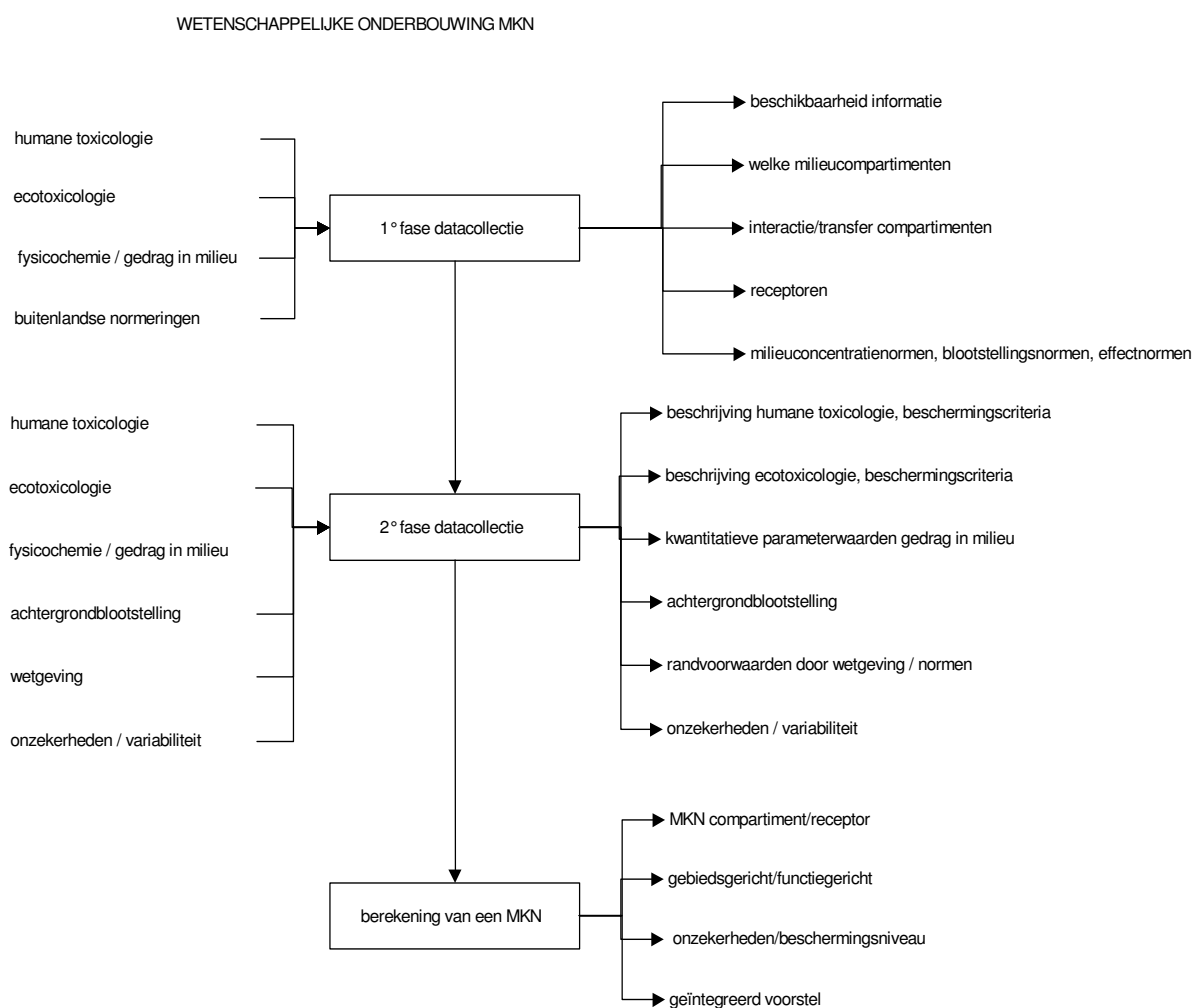 WETENSCHAPPELIJKE ONDERBOUWING MKN
humane toxicologie
ecotoxicologie
fysicochemie / gedrag in milieu
buitenlandse normeringen
1° fase datacollectie
beschikbaarheid informatie
welke milieucompartimenten
interactie/transfer compartimenten
receptoren
milieuconcentratienormen, blootstellingsnormen, effectnormen
humane toxicologie
ecotoxicologie
fysicochemie / gedrag in milieu
achtergrondblootstelling
wetgeving
onzekerheden / variabiliteit
2° fase datacollectie
beschrijving humane toxicologie, beschermingscriteria
beschrijving ecotoxicologie, beschermingscriteria
kwantitatieve parameterwaarden gedrag in milieu
achtergrondblootstelling
randvoorwaarden door wetgeving / normen
onzekerheden / variabiliteit
berekening van een MKN
MKN compartiment/receptor
gebiedsgericht/functiegericht
onzekerheden/beschermingsniveau
geïntegreerd voorstel